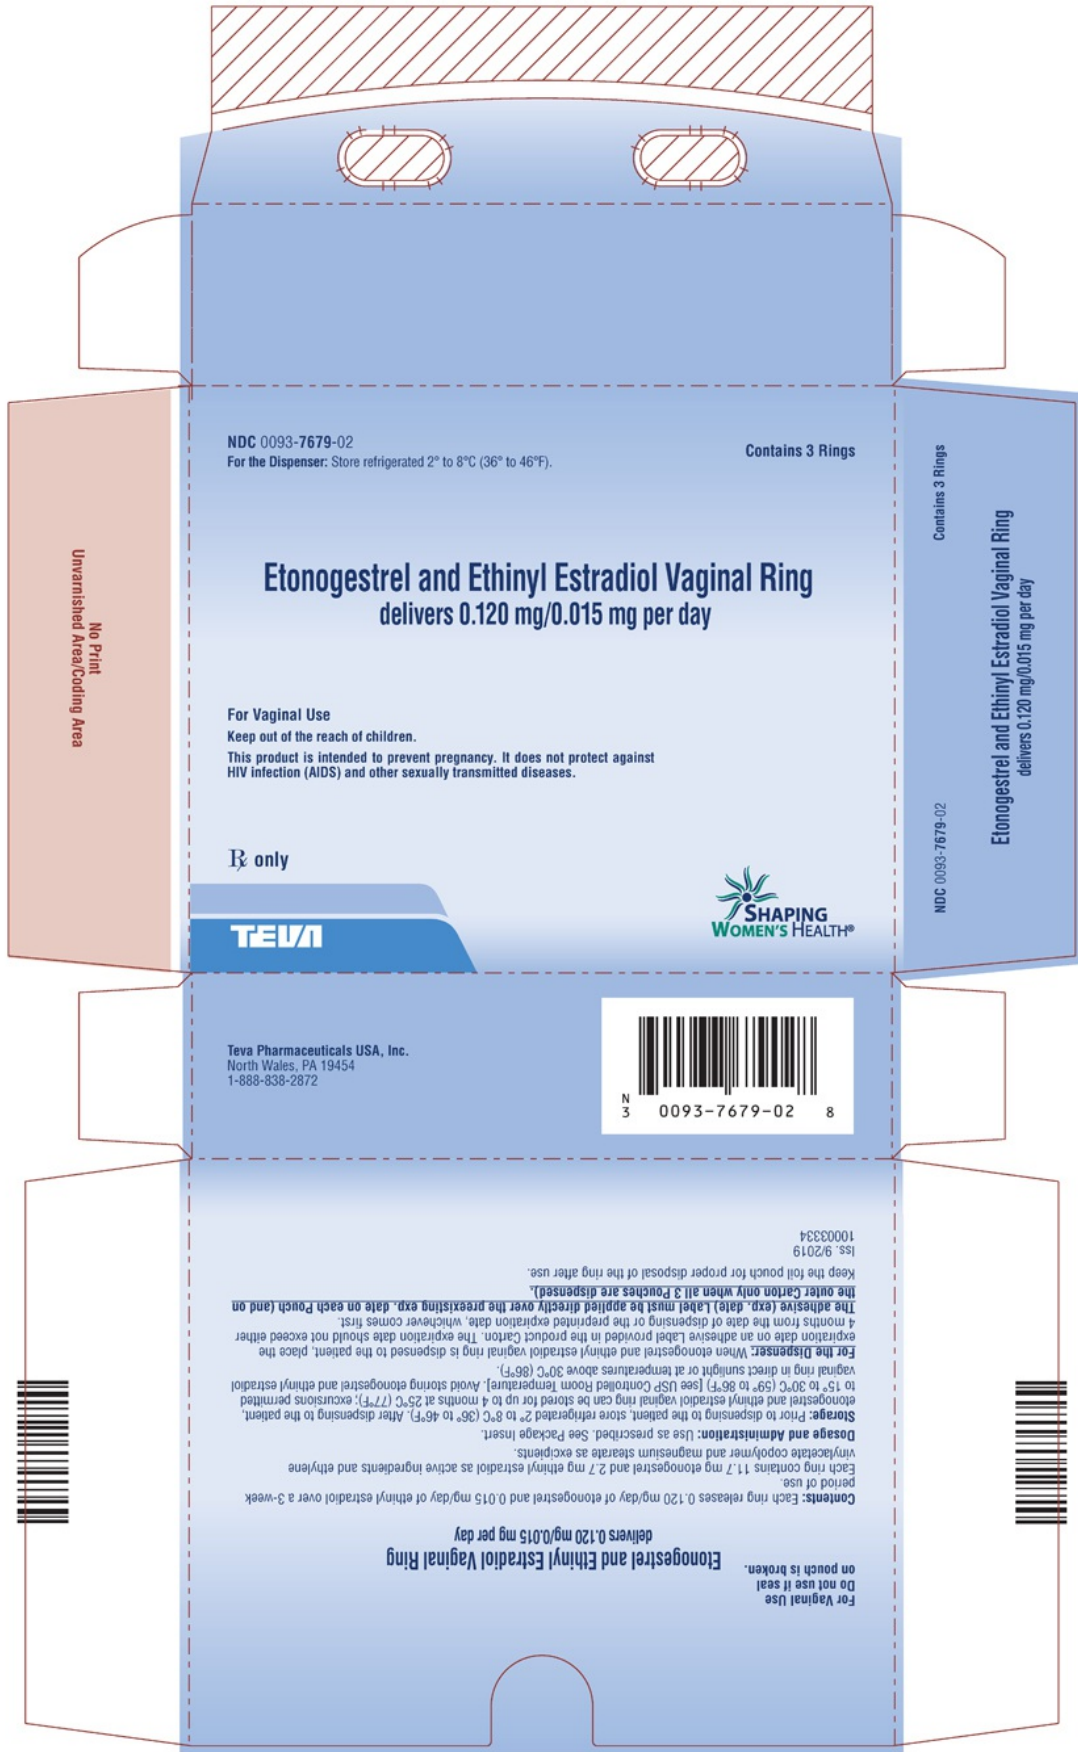 NDC 0093-7679-02
For the Dispenser: Store refrigerated 2° to 8°C (36° to 46°F).
Contains 3 Rings
Etonogestrel and Ethinyl Estradiol Vaginal Ring
delivers 0.120 mg/0.015 mg per day
For Vaginal Use
Keep out of the reach of children.
This product is intended to prevent pregnancy. It does not protect against
HIV infection (AIDS) and other sexually transmitted diseases.
℞ only
TEVA
SHAPING
WOMEN'S HEALTH®
No Print
Unvarnished Area/Coding Area
Contains 3 Rings
Etonogestrel and Ethinyl Estradiol Vaginal Ring
delivers 0.120 mg/0.015 mg per day
NDC 0093-7679-02
Teva Pharmaceuticals USA, Inc.
North Wales, PA 19454
1-888-838-2872
N
3 0093-7679-02 8
For Vaginal Use
Do not use if seal
on pouch is broken.
Etonogestrel and Ethinyl Estradiol Vaginal Ring
delivers 0.120 mg/0.015 mg per day
Contents: Each ring releases 0.120 mg/day of etonogestrel and 0.015 mg/day of ethinyl estradiol over a 3-week
period of use.
Each ring contains 11.7 mg etonogestrel and 2.7 mg ethinyl estradiol as active ingredients and ethylene
vinylacetate copolymer and magnesium stearate as excipients.
Dosage and Administration: Use as prescribed. See Package Insert.
Storage: Prior to dispensing to the patient, store refrigerated 2° to 8°C (36° to 46°F). After dispensing to the patient,
etonogestrel and ethinyl estradiol vaginal ring can be stored for up to 4 months at 25°C (77°F); excursions permitted
to 15° to 30°C (59° to 86°F) [see USP Controlled Room Temperature]. Avoid storing etonogestrel and ethinyl estradiol
vaginal ring in direct sunlight or at temperatures above 30°C (86°F).
For the Dispenser: When etonogestrel and ethinyl estradiol vaginal ring is dispensed to the patient, place the
expiration date on an adhesive Label provided in the product Carton. The expiration date should not exceed either
4 months from the date of dispensing or the preprinted expiration date, whichever comes first.
The adhesive (exp. date) Label must be applied directly over the preexisting exp. date on each Pouch (and on
the outer Carton only when all 3 Pouches are dispensed).
Keep the foil pouch for proper disposal of the ring after use.
Iss. 9/2019
10003334